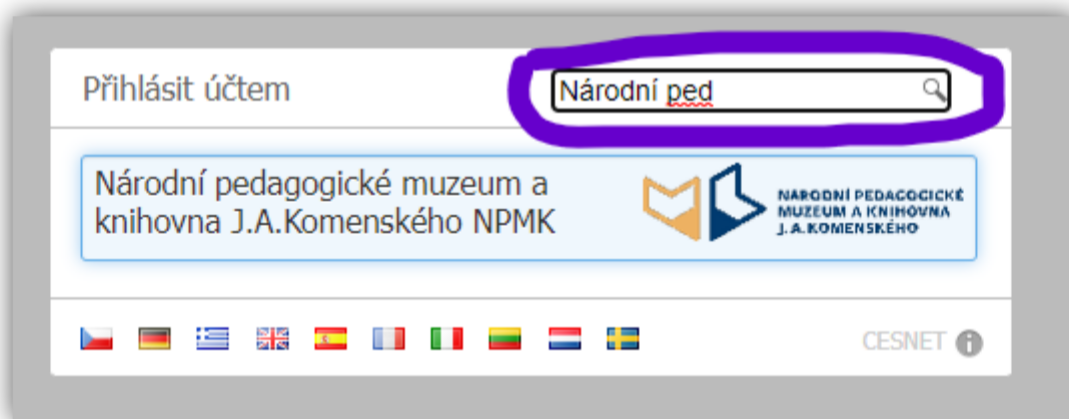 Přihlásit účtem
Národní ped
Národní pedagogické muzeum a
knihovna J.A.Komenského NPMK
NÁRODNÍ PEDAGOGICKÉ
MUZEUM A KNIHOVNA
J. A. KOMENSKÉHO
CESNET